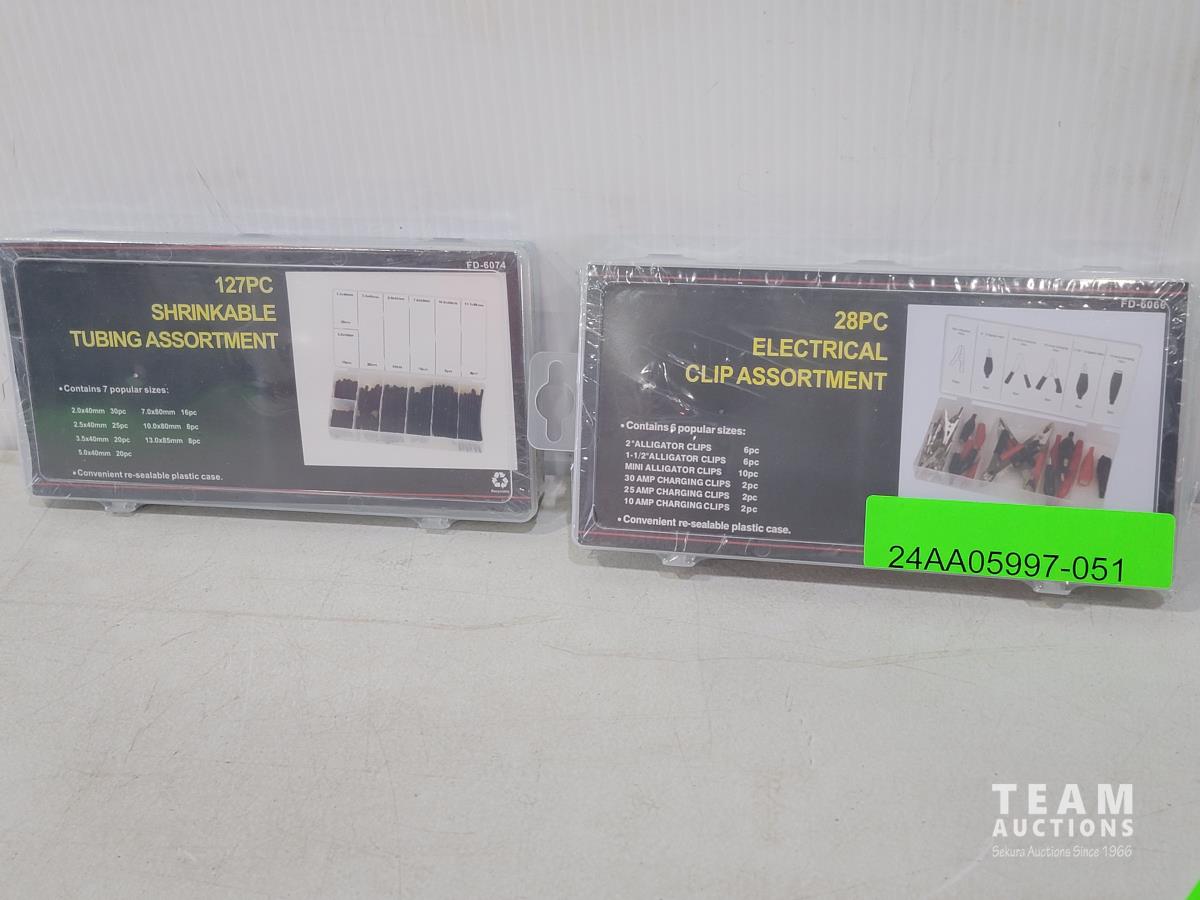 FD-6074
127PC
SHRINKABLE
TUBING ASSORTMENT
•Contains 7 popular sizes:
2.0x40mm 30pc 7.0x80mm 16pc
2.5x40mm 25pc 10.0x80mm 8pc
3.5x40mm 20pc 13.0x85mm 8pc
5.0x40mm 20pc
•Convenient re-sealable plastic case.
FD-6066
28PC
ELECTRICAL
CLIP ASSORTMENT
•Contains 6 popular sizes:
2"ALLIGATOR CLIPS 6pc
1-1/2"ALLIGATOR CLIPS 6pc
MINI ALLIGATOR CLIPS 10pc
30 AMP CHARGING CLIPS 2pc
25 AMP CHARGING CLIPS 2pc
10 AMP CHARGING CLIPS 2pc
•Convenient re-sealable plastic case.
24AA05997-051
TEAM
AUCTIONS
Sekura Auctions Since 1966